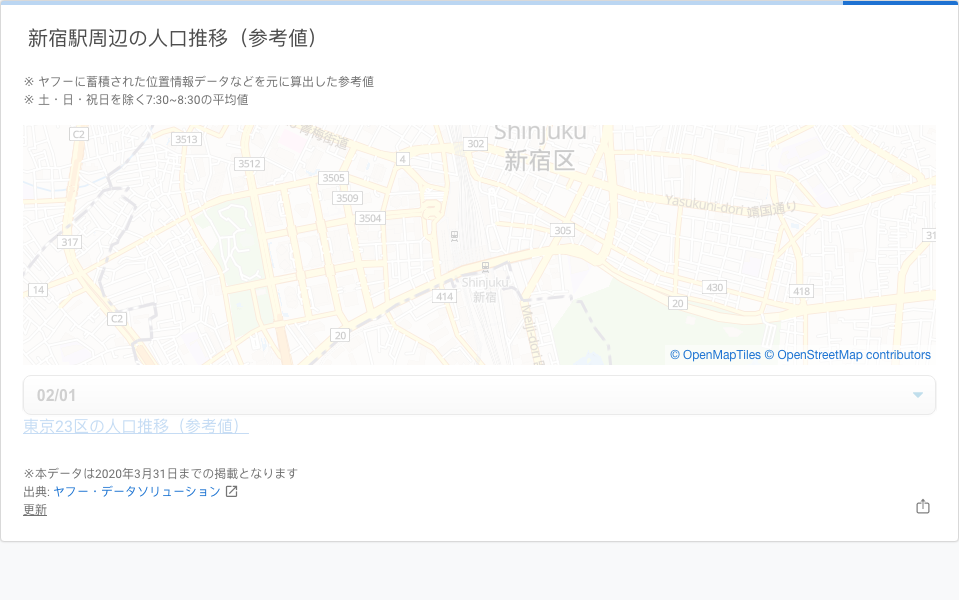 新宿駅周辺の人口推移（参考値）
※ ヤフーに蓄積された位置情報データなどを元に算出した参考値
※ 土・日・祝日を除く7:30~8:30の平均値
C2
3513
青梅街道
302
Shinjuku
新宿区
4
3512
3505
3509
3504
Yasukuni-dori 靖国通り
317
305
31
14
414
Shinjuku
新宿
430
418
20
C2
20
Meiji-dori
© OpenMapTiles © OpenStreetMap contributors
02/01
東京23区の人口推移（参考値）
※本データは2020年3月31日までの掲載となります
出典: ヤフー・データソリューション
更新